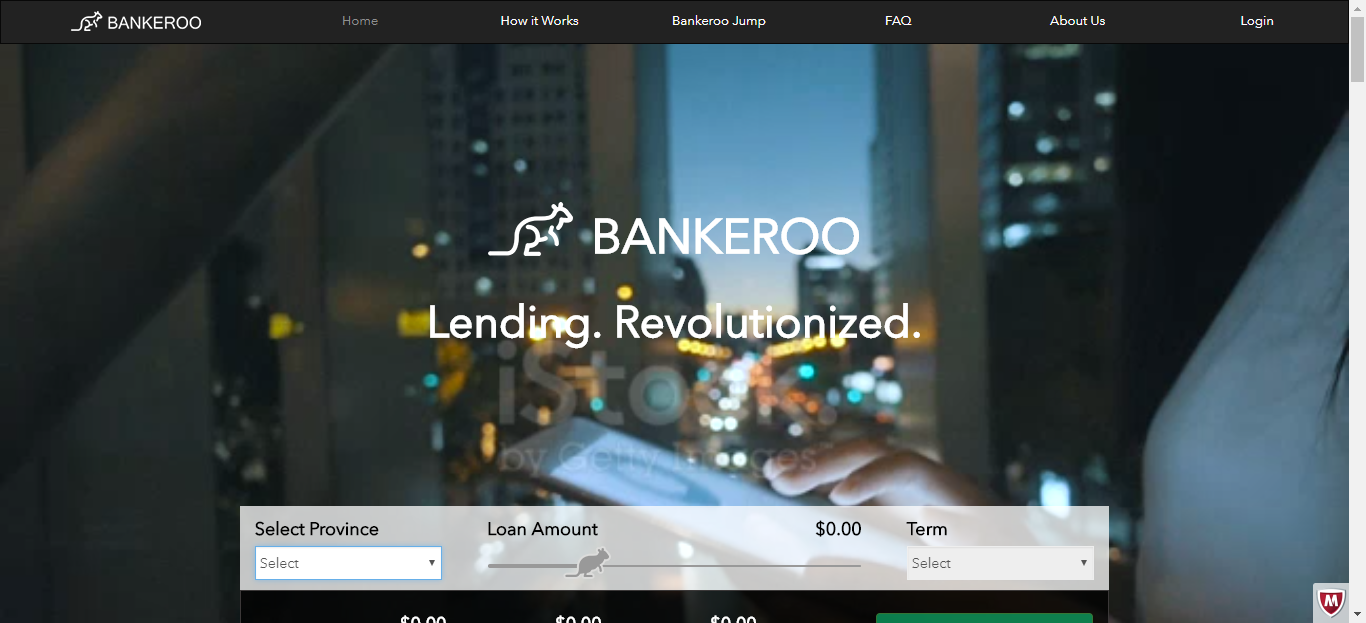 BANKEROO
Home
How it Works
Bankeroo Jump
FAQ
About Us
Login
BANKEROO
Lending. Revolutionized.
iStock.
by Getty Images
Select Province
Loan Amount
$0.00
Term
Select
Select
$0.00
$0.00
$0.00